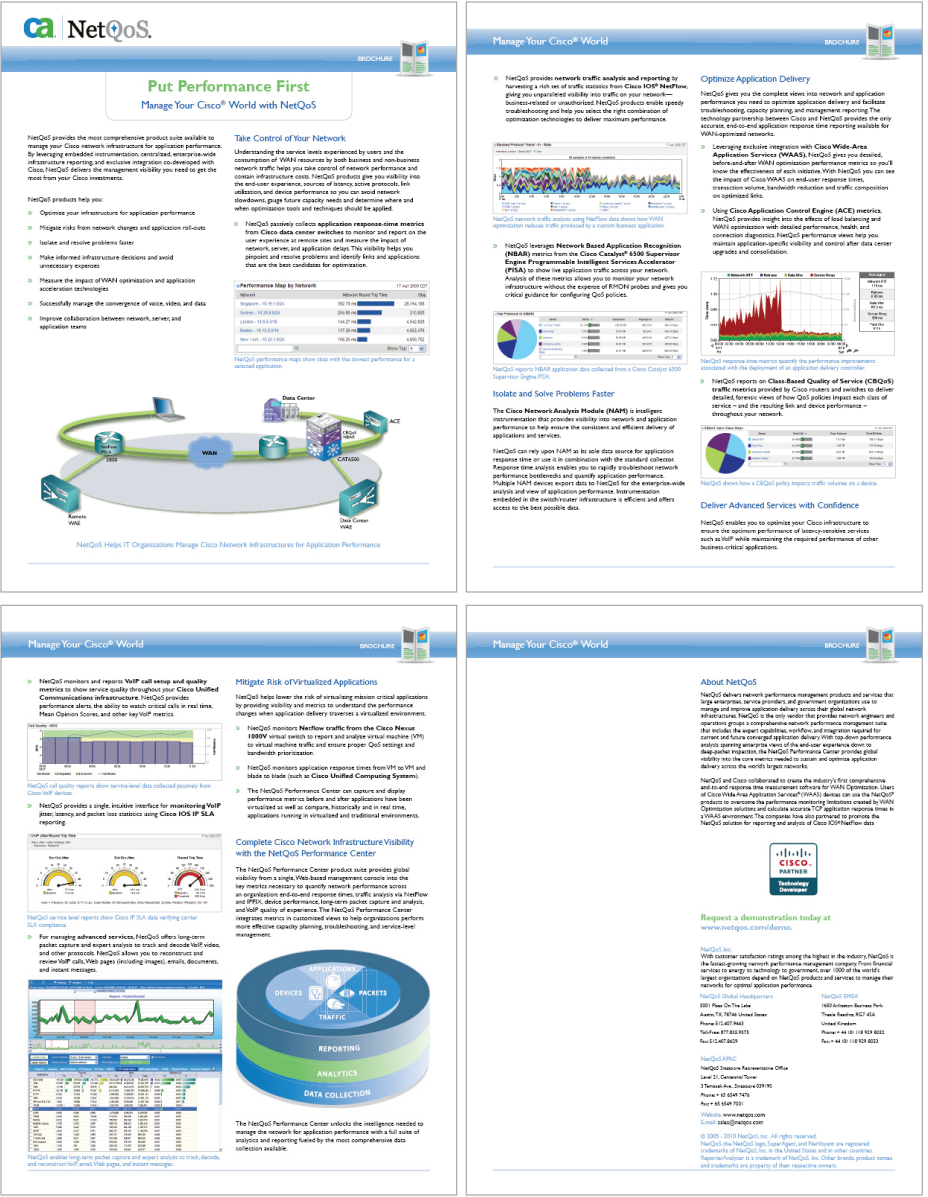 ca NetQoS.
BROCHURE
Put Performance First
Manage Your Cisco® World with NetQoS
NetQoS provides the most comprehensive product suite available to
manage your Cisco network infrastructure for application performance.
By leveraging embedded instrumentation, centralized, enterprise-wide
infrastructure reporting, and exclusive integration co-developed with
Cisco, NetQoS delivers the management visibility you need to get the
most from your Cisco investments.
NetQoS products help you:
» Optimize your infrastructure for application performance
» Mitigate risks from network changes and application roll-outs
» Isolate and resolve problems faster
» Make informed infrastructure decisions and avoid
unnecessary expenses
» Measure the impact of WAN optimization and application
acceleration technologies
» Successfully manage the convergence of voice, video, and data
» Improve collaboration between network, server, and
application teams
Take Control of Your Network
Understanding the service levels experienced by users and the
consumption of WAN resources by both business and non-business
network traffic helps you take control of network performance and
contain infrastructure costs. NetQoS products give you visibility into
the end-user experience, sources of latency, active protocols, link
utilization, and device performance so you can avoid network
slowdowns, gauge future capacity needs and determine where and
when optimization tools and techniques should be applied.
» NetQoS passively collects application response-time metrics
from Cisco data center switches to monitor and report on the
user experience at remote sites and measure the impact of
network, server, and application delays. This visibility helps you
pinpoint and resolve problems and identify links and applications
that are the best candidates for optimization.
Performance Map by Network
Network Network Round Trip Time Obs
NetQoS performance maps show sites with the slowest performance for a
selected application.
Data Center
ACE
NetFlow
PISA
WAN
CBQoS
NBAR
CAT6500
Remote
WAE
Data Center
WAE
NetQoS Helps IT Organizations Manage Cisco Network Infrastructures for Application Performance
Manage Your Cisco® World
BROCHURE
» NetQoS provides network traffic analysis and reporting by
harvesting a rich set of traffic statistics from Cisco IOS® NetFlow,
giving you unparalleled visibility into traffic on your network—
business-related or unauthorized. NetQoS products enable speedy
troubleshooting and help you select the right combination of
optimization technologies to deliver maximum performance.
NetQoS network traffic analysis using NetFlow data shows how WAN
optimization reduces traffic produced by a custom business application.
» NetQoS leverages Network Based Application Recognition
(NBAR) metrics from the Cisco Catalyst® 6500 Supervisor
Engine Programmable Intelligent Services Accelerator
(PISA) to show live application traffic across your network.
Analysis of these metrics allows you to monitor your network
infrastructure without the expense of RMON probes and gives you
critical guidance for configuring QoS policies.
NetQoS reports NBAR application data collected from a Cisco Catalyst 6500
Supervisor Engine PISA
Isolate and Solve Problems Faster
The Cisco Network Analysis Module (NAM) is intelligent
instrumentation that provides visibility into network and application
performance to help ensure the consistent and efficient delivery of
applications and services.
NetQoS can rely upon NAM as its sole data source for application
response time or use it in combination with the standard collector.
Response time analysis enables you to rapidly troubleshoot network
performance bottlenecks and quantify application performance.
Multiple NAM devices export data to NetQoS for the enterprise-wide
analysis and view of application performance. Instrumentation
embedded in the switch/router infrastructure is efficient and offers
access to the best possible data.
Optimize Application Delivery
NetQoS gives you the complete views into network and application
performance you need to optimize application delivery and facilitate
troubleshooting, capacity planning, and management reporting. The
technology partnership between Cisco and NetQoS provides the only
accurate, end-to-end application response time reporting available for
WAN-optimized networks.
» Leveraging exclusive integration with Cisco Wide-Area
Application Services (WAAS), NetQoS gives you detailed,
before-and-after WAN optimization performance metrics so you'll
know the effectiveness of each initiative. With NetQoS you can see
the impact of Cisco WAAS on end-user response times,
transaction volume, bandwidth reduction and traffic composition
on optimized links.
» Using Cisco Application Control Engine (ACE) metrics,
NetQoS provides insight into the effects of load balancing and
WAN optimization with detailed performance, health, and
connection diagnostics. NetQoS performance views help you
maintain application-specific visibility and control after data center
upgrades and consolidation.
NetQoS response-time metrics quantify the performance improvements
associated with the deployment of an application delivery controller.
» NetQoS reports on Class-Based Quality of Service (CBQoS)
traffic metrics provided by Cisco routers and switches to deliver
detailed, forensic views of how QoS policies impact each class of
service – and the resulting link and device performance –
throughout your network.
NetQoS shows how a CBQoS policy impacts traffic volumes on a device.
Deliver Advanced Services with Confidence
NetQoS enables you to optimize your Cisco infrastructure to
ensure the optimum performance of latency-sensitive services
such as VoIP while maintaining the required performance of other
business-critical applications.
Manage Your Cisco® World
BROCHURE
» NetQoS monitors and reports VoIP call setup and quality
metrics to show service quality throughout your Cisco Unified
Communications infrastructure. NetQoS provides
performance alerts, the ability to watch critical calls in real time,
Mean Opinion Scores, and other key VoIP metrics.
NetQoS call quality reports show service-level data collected passively from
Cisco VoIP devices.
» NetQoS provides a single, intuitive interface for monitoring VoIP
jitter, latency, and packet loss statistics using Cisco IOS IP SLA
reporting.
NetQoS service-level reports show Cisco IP SLA data verifying carrier
SLA compliance.
» For managing advanced services, NetQoS offers long-term
packet capture and expert analysis to track and decode VoIP, video,
and other protocols. NetQoS allows you to reconstruct and
review VoIP calls, Web pages (including images), emails, documents,
and instant messages.
NetQoS enables long-term packet capture and expert analysis to track, decode,
and reconstruct VoIP, email, Web pages, and instant messages.
Mitigate Risk of Virtualized Applications
NetQoS helps lower the risk of virtualizing mission critical applications
by providing visibility and metrics to understand the performance
changes when application delivery traverses a virtualized environment.
» NetQoS monitors Netflow traffic from the Cisco Nexus
1000V virtual switch to report and analyze virtual machine (VM)
to virtual machine traffic and ensure proper QoS settings and
bandwidth prioritization.
» NetQoS monitors application response times from VM to VM and
blade to blade (such as Cisco Unified Computing System).
» The NetQoS Performance Center can capture and display
performance metrics before and after applications have been
virtualized as well as compare, historically and in real time,
applications running in virtualized and traditional environments.
Complete Cisco Network Infrastructure Visibility
with the NetQoS Performance Center
The NetQoS Performance Center product suite provides global
visibility from a single, Web-based management console into the
key metrics necessary to quantify network performance across
an organization: end-to-end response times, traffic analysis via NetFlow
and IPFIX, device performance, long-term packet capture and analysis,
and VoIP quality of experience. The NetQoS Performance Center
integrates metrics in customized views to help organizations perform
more effective capacity planning, troubleshooting, and service-level
management.
APPLICATIONS
DEVICES
PACKETS
TRAFFIC
REPORTING
ANALYTICS
DATA COLLECTION
The NetQoS Performance Center unlocks the intelligence needed to
manage the network for application performance with a full suite of
analytics and reporting fueled by the most comprehensive data
collection available.
Manage Your Cisco® World
BROCHURE
About NetQoS
NetQoS delivers network performance management products and services that
large enterprises, service providers, and government organizations use to
manage and improve application delivery across their global network
infrastructures. NetQoS is the only vendor that provides network engineers and
operations groups a comprehensive network performance management suite
that includes the expert capabilities, workflow, and integration required for
current and future converged application delivery. With top-down performance
analysis spanning enterprise views of the end-user experience down to
deep-packet inspection, the NetQoS Performance Center provides global
visibility into the core metrics needed to sustain and optimize application
delivery across the world's largest networks.
NetQoS and Cisco collaborated to create the industry's first comprehensive
end-to-end response time measurement software for WAN Optimization. Users
of Cisco Wide Area Application Services® (WAAS) devices can use the NetQoS®
products to overcome the performance monitoring limitations created by WAN
Optimization solutions and calculate accurate TCP application response times in
a WAAS environment. The companies have also partnered to promote the
NetQoS solution for reporting and analysis of Cisco IOS® NetFlow data
CISCO.
PARTNER
Technology
Developer
Request a demonstration today at
www.netqos.com/demo.
NetQoS, Inc.
With customer satisfaction ratings among the highest in the industry, NetQoS is
the fastest-growing network performance management company. From financial
services to energy to technology to government, over 1000 of the world's
largest organizations depend on NetQoS products and services to manage their
networks for optimal application performance.
NetQoS Global Headquarters
5001 Plaza On The Lake
Austin, TX, 78746 United States
Phone: 512.407.9443
Toll-Free: 877.835.9575
Fax: 512.407.8629
NetQoS EMEA
1650 Arlington Business Park
Theale Reading, RG7 4SA
United Kingdom
Phone: + 44 (0) 118 929 8032
Fax: + 44 (0) 118 929 8033
NetQoS APAC
NetQoS Singapore Representative Office
Level 21, Centennial Tower
3 Temasek Ave., Singapore 039190
Phone: + 65 6549 7476
Fax: + 65 6549 7001
Website: www.netqos.com
E-mail: sales@netqos.com
© 2005 - 2010 NetQoS, Inc. All rights reserved.
NetQoS, the NetQoS logo, SuperAgent, and NetVoyant are registered
trademarks of NetQoS, Inc. in the United States and in other countries.
ReporterAnalyzer is a trademark of NetQoS, Inc. Other brands, product names
and trademarks are property of their respective owners.